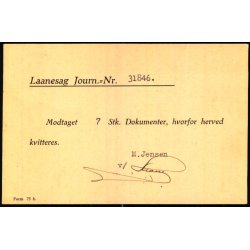 Laanesag Journ.=Nr. 31846.
Modtaget 7 Stk. Dokumenter, hvorfor herved
kvitteres.
M.Jensen
Form 75 b.